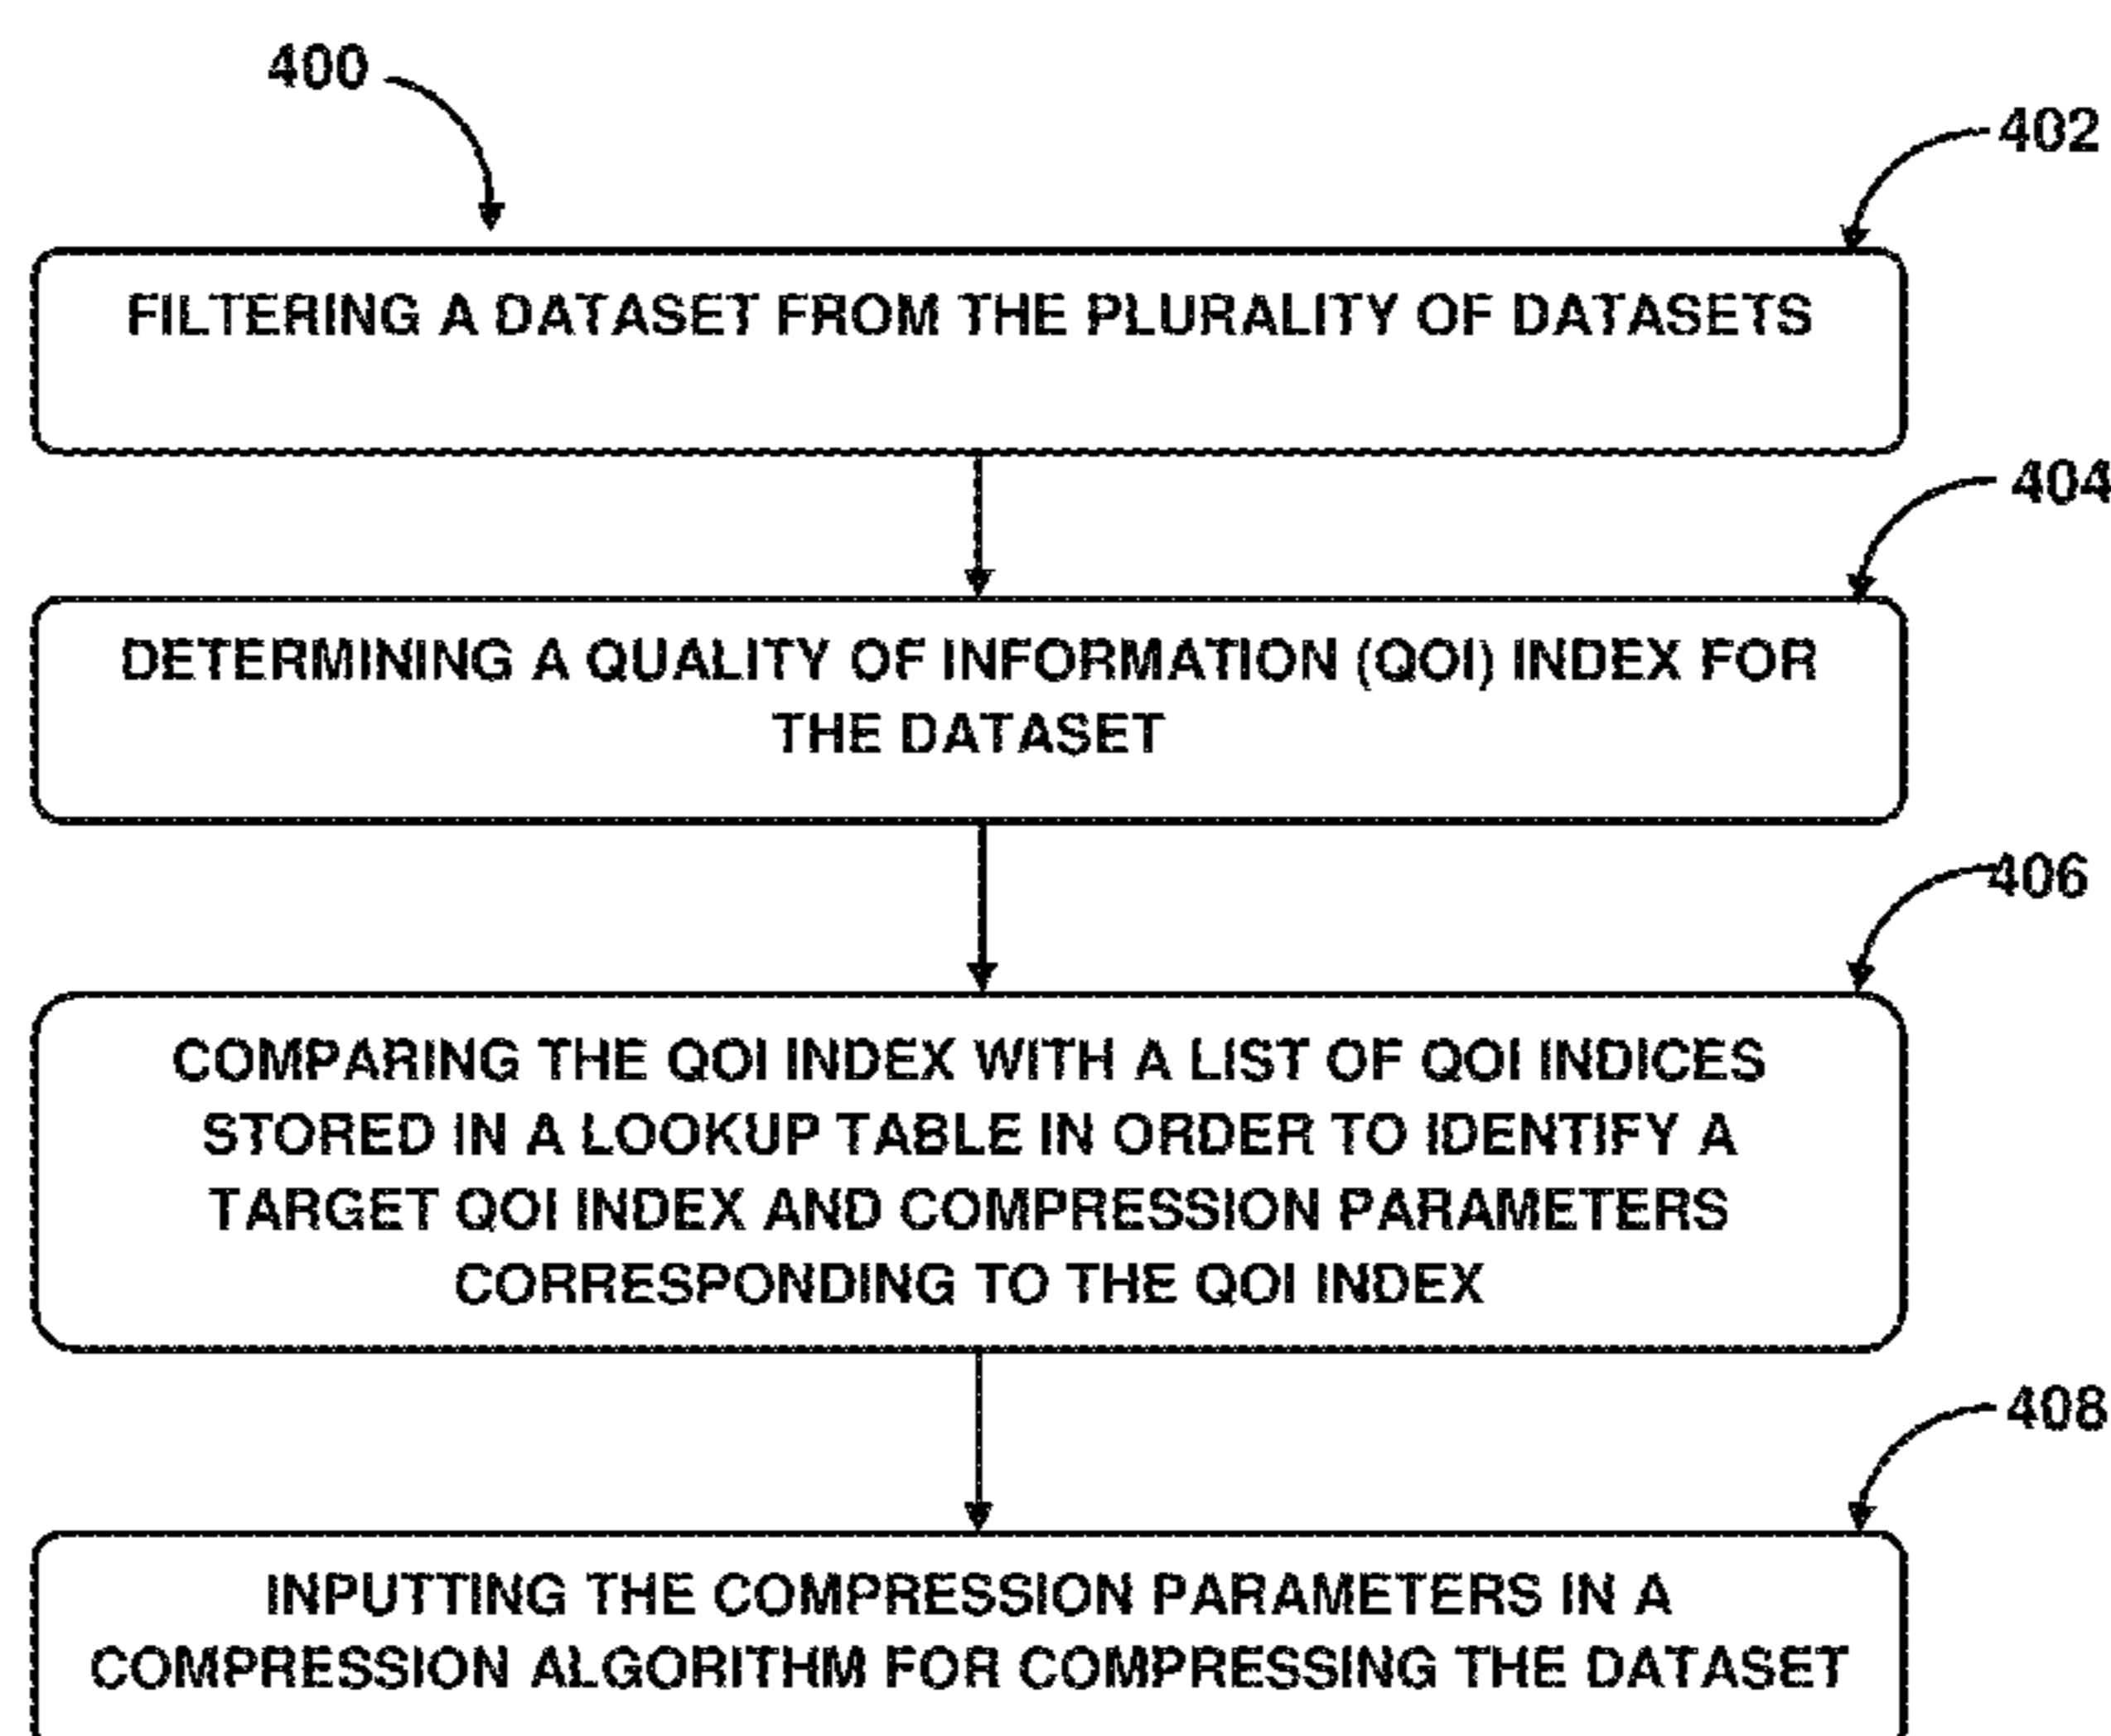 400
402
FILTERING A DATASET FROM THE PLURALITY OF DATASETS
404
DETERMINING A QUALITY OF INFORMATION (QOI) INDEX FOR
THE DATASET
406
COMPARING THE QOI INDEX WITH A LIST OF QOI INDICES
STORED IN A LOOKUP TABLE IN ORDER TO IDENTIFY A
TARGET QOI INDEX AND COMPRESSION PARAMETERS
CORRESPONDING TO THE QOI INDEX
408
INPUTTING THE COMPRESSION PARAMETERS IN A
COMPRESSION ALGORITHM FOR COMPRESSING THE DATASET